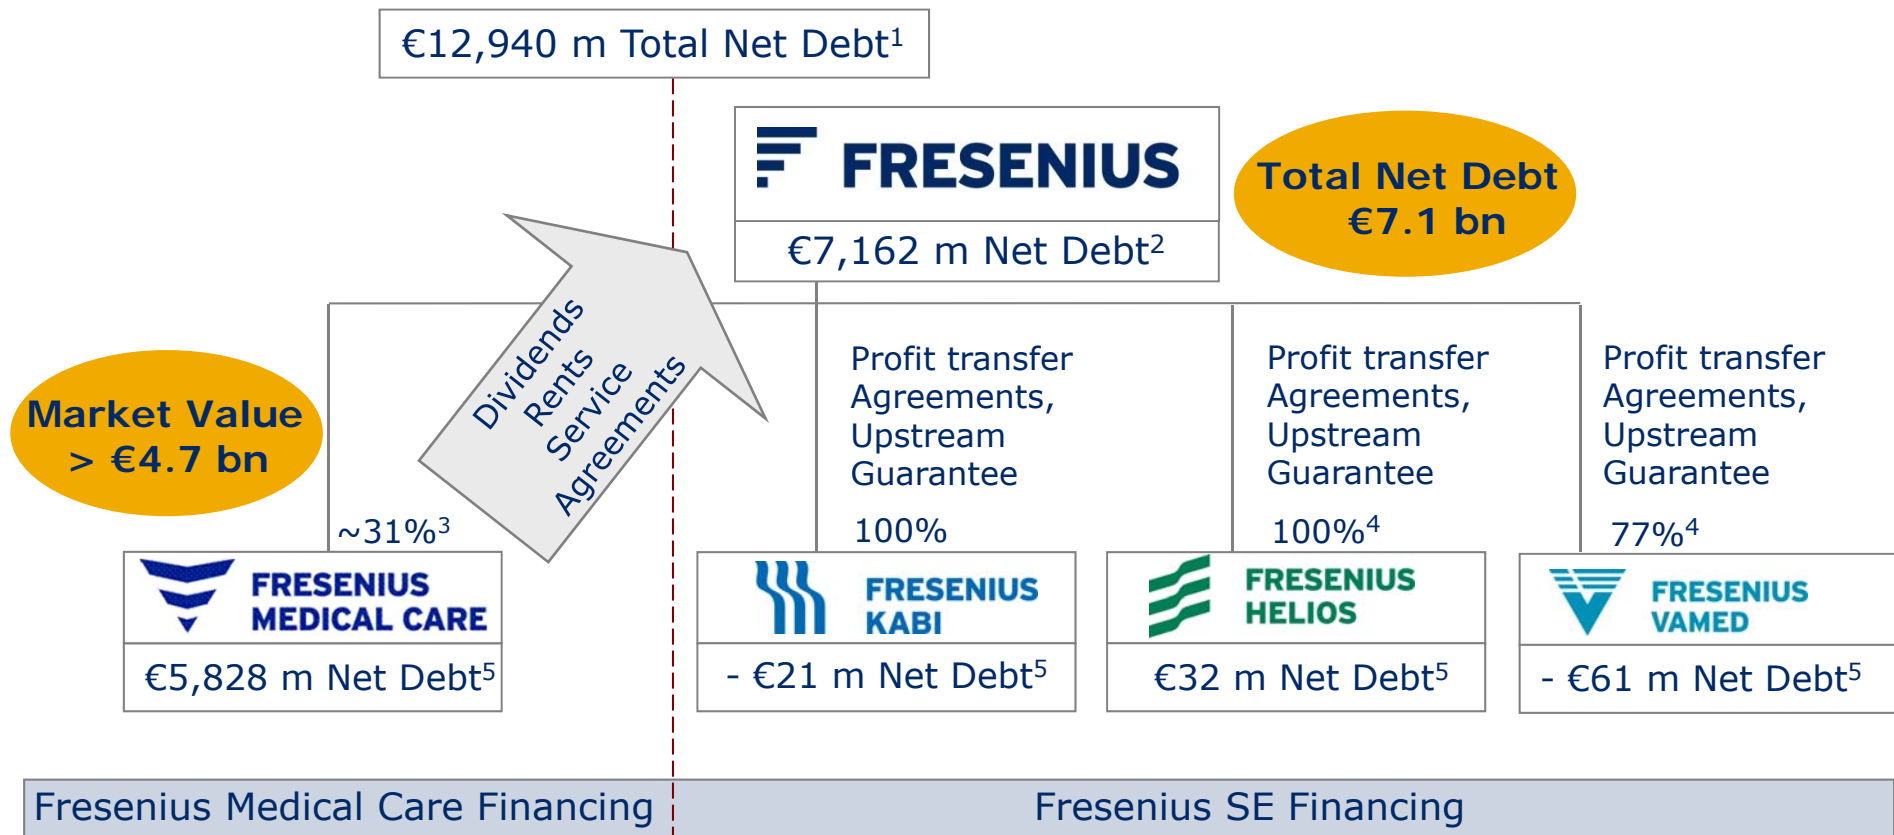 €12,940 m Total Net Debt¹
FRESENIUS
€7,162 m Net Debt²
Total Net Debt
€7.1 bn
Market Value
> €4.7 bn
Dividends
Rents
Service
Agreements
Profit transfer
Agreements,
Upstream
Guarantee
Profit transfer
Agreements,
Upstream
Guarantee
Profit transfer
Agreements,
Upstream
Guarantee
~31%³
100%
100%⁴
77%⁴
FRESENIUS
MEDICAL CARE
€5,828 m Net Debt⁵
FRESENIUS
KABI
- €21 m Net Debt⁵
FRESENIUS
HELIOS
€32 m Net Debt⁵
FRESENIUS
VAMED
- €61 m Net Debt⁵
Fresenius Medical Care Financing
Fresenius SE Financing